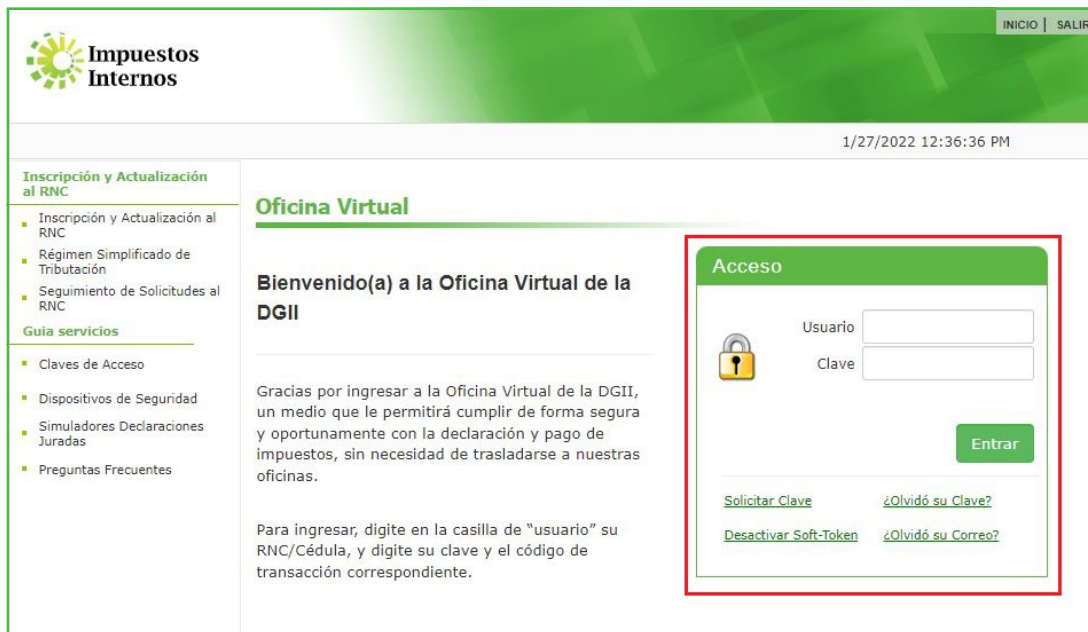 INICIO | SALIR
Impuestos
Internos
1/27/2022 12:36:36 PM
Inscripción y Actualización
al RNC
Inscripción y Actualización al
RNC
Régimen Simplificado de
Tributación
Seguimiento de Solicitudes al
RNC
Guia servicios
Claves de Acceso
Dispositivos de Seguridad
Simuladores Declaraciones
Juradas
Preguntas Frecuentes
Oficina Virtual
Bienvenido(a) a la Oficina Virtual de la
DGII
Gracias por ingresar a la Oficina Virtual de la DGII,
un medio que le permitirá cumplir de forma segura
y oportunamente con la declaración y pago de
impuestos, sin necesidad de trasladarse a nuestras
oficinas.
Para ingresar, digite en la casilla de “usuario” su
RNC/Cédula, y digite su clave y el código de
transacción correspondiente.
Acceso
Usuario
Clave
Entrar
Solicitar Clave ¿Olvidó su Clave?
Desactivar Soft-Token ¿Olvidó su Correo?